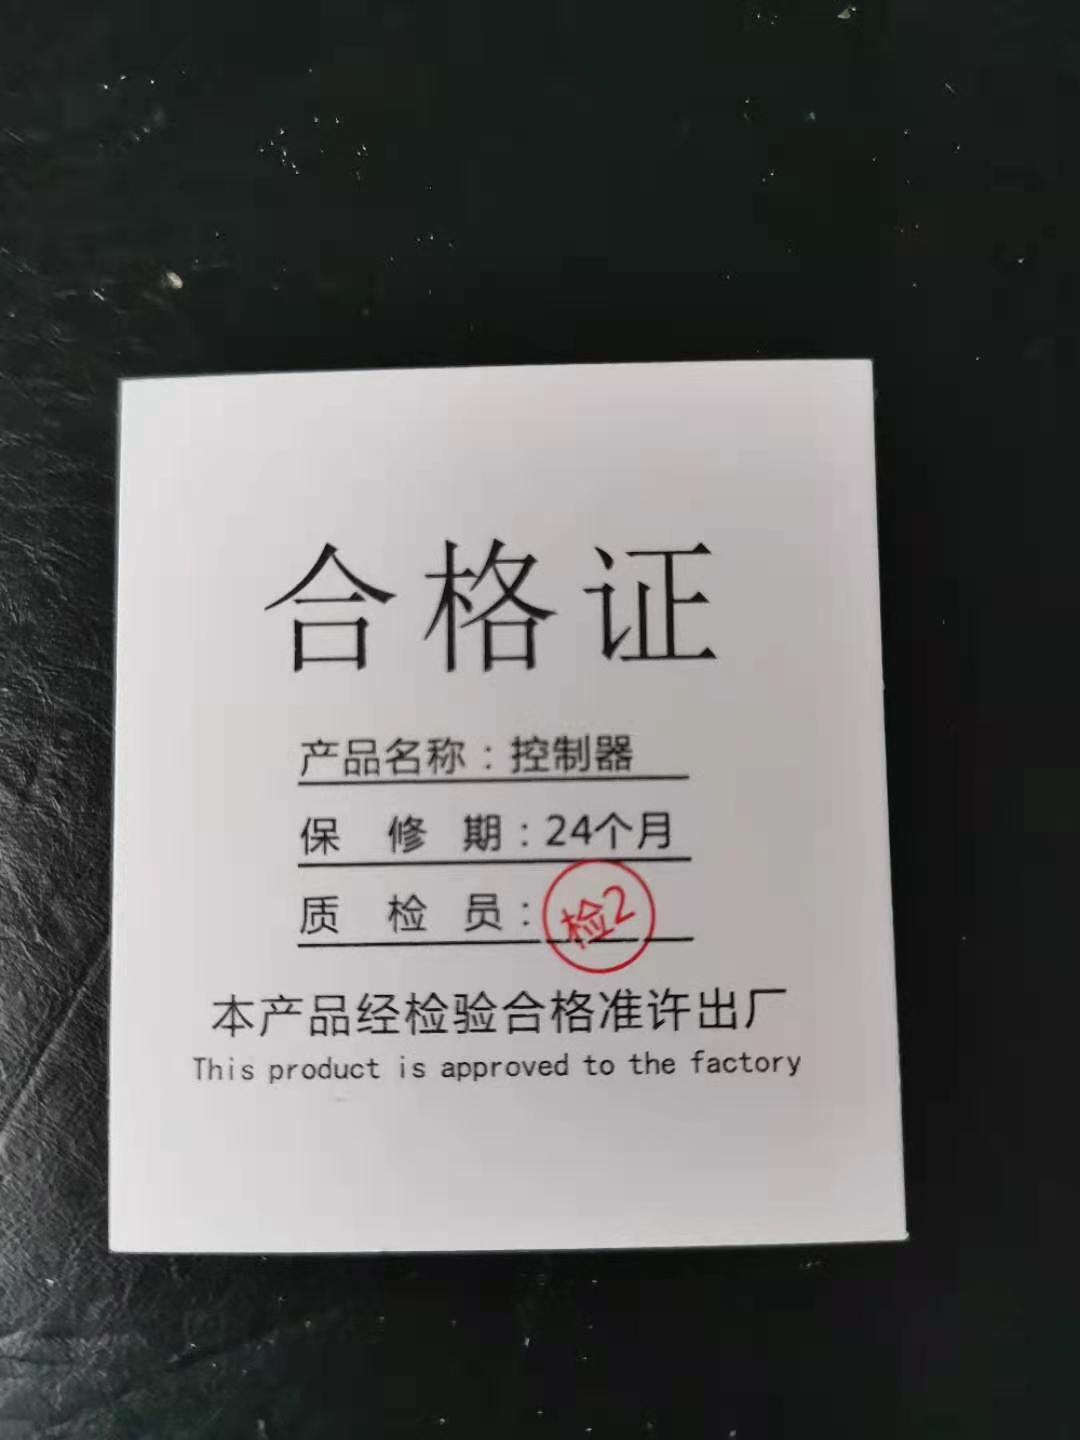 合格证
产品名称：控制器
保修期：24个月
质检员：检2
本产品经检验合格准许出厂
This product is approved to the factory